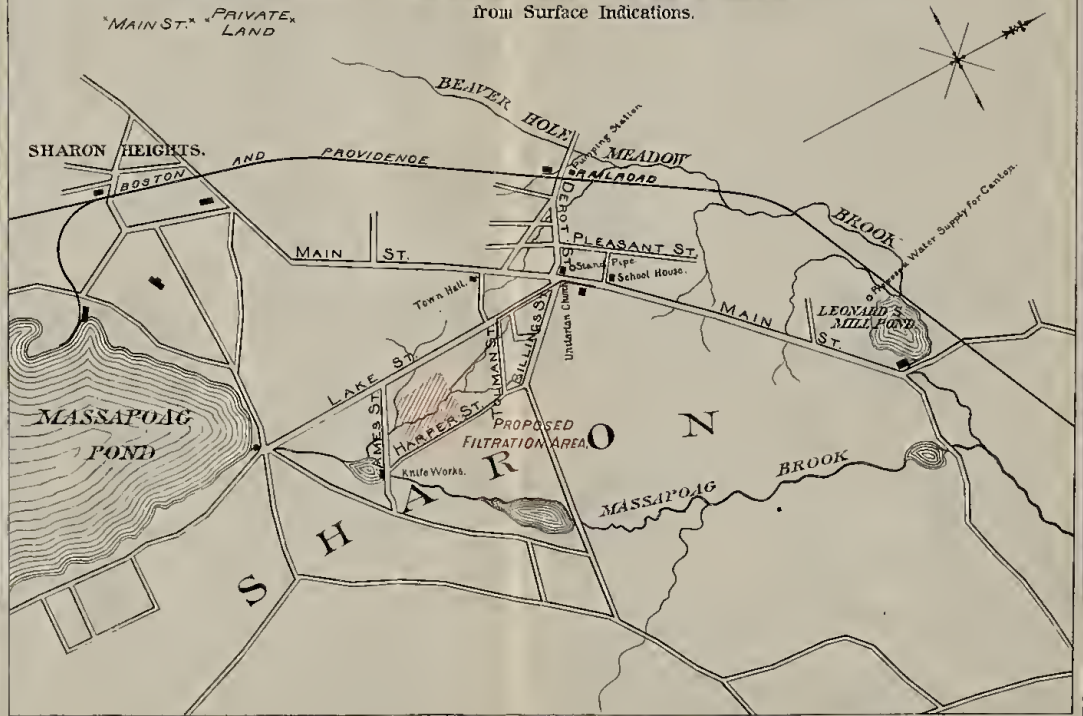 from Surface Indications.
"MAIN ST." "PRIVATE LAND"
BEAVER HOLE MEADOW BROOK
Pumping Station
SHARON HEIGHTS.
BOSTON AND PROVIDENCE RAILROAD
DEPOT ST.
PLEASANT ST.
Water Supply for Canton.
MAIN ST.
Stand Pipe
School House.
Town Hall.
Unitarian Church
MAIN ST.
LEONARD'S
MILL POND.
LAKE ST.
TOLMAN ST.
BILLINGS ST.
JAMES ST.
HARPER ST.
PROPOSED
FILTRATION AREA.
MASSAPOAG
POND
Knife Works.
MASSAPOAG BROOK
SHARON